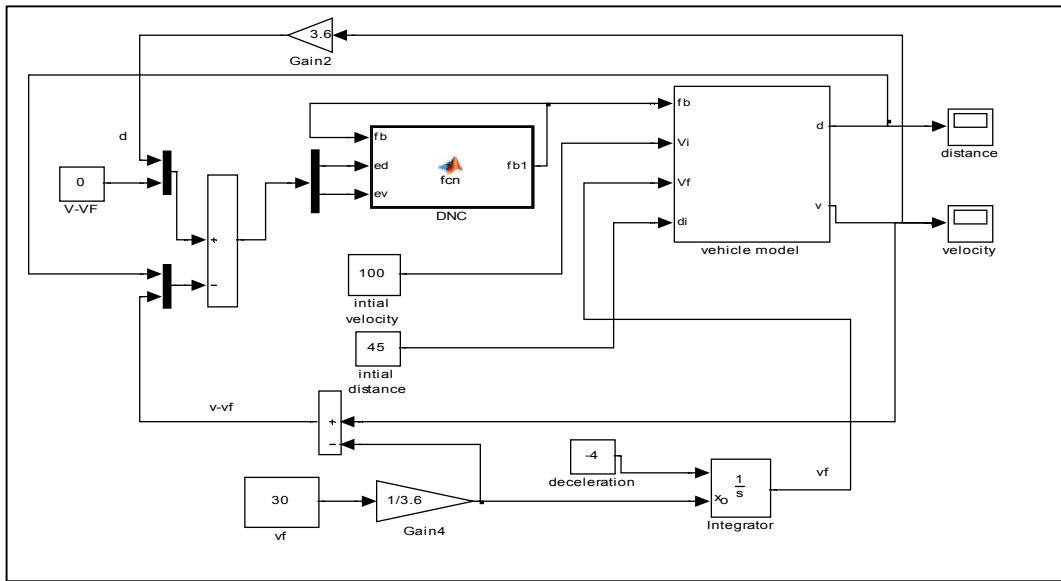 3.6
Gain2
d
0
V-VF
+
−
fb
ed
ev
fcn
fb1
DNC
fb
Vi
Vf
di
d
v
vehicle model
distance
velocity
100
intial
velocity
45
intial
distance
v-vf
+
−
30
vf
1/3.6
Gain4
-4
deceleration
1
s
xo
Integrator
vf